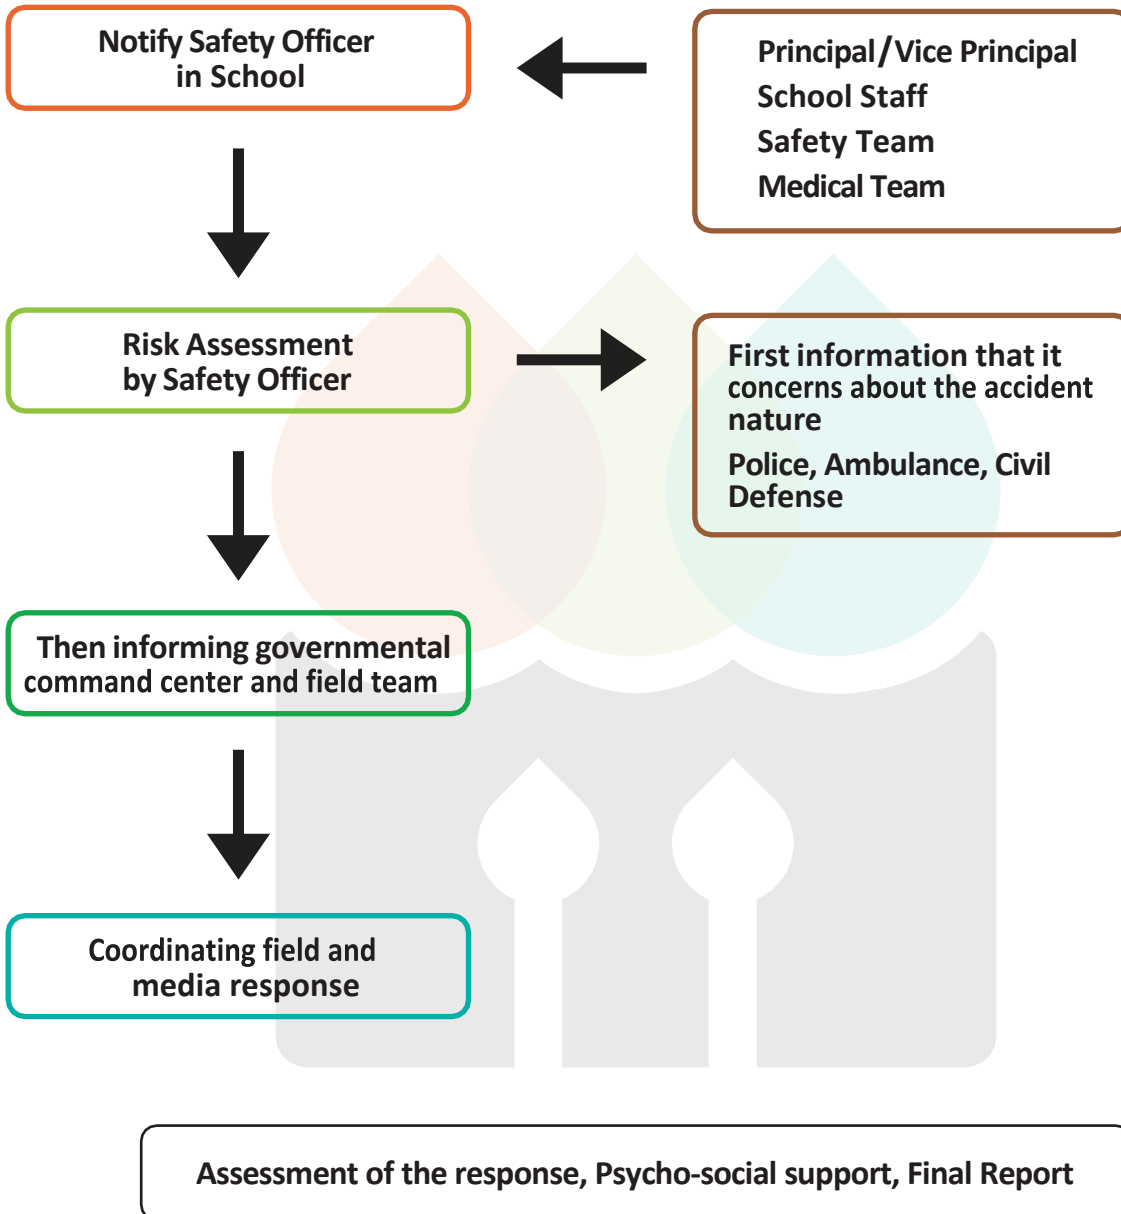 Notify Safety Officer
in School
Principal/Vice Principal
School Staff
Safety Team
Medical Team
Risk Assessment
by Safety Officer
First information that it
concerns about the accident
nature
Police, Ambulance, Civil
Defense
Then informing governmental
command center and field team
Coordinating field and
media response
Assessment of the response, Psycho-social support, Final Report